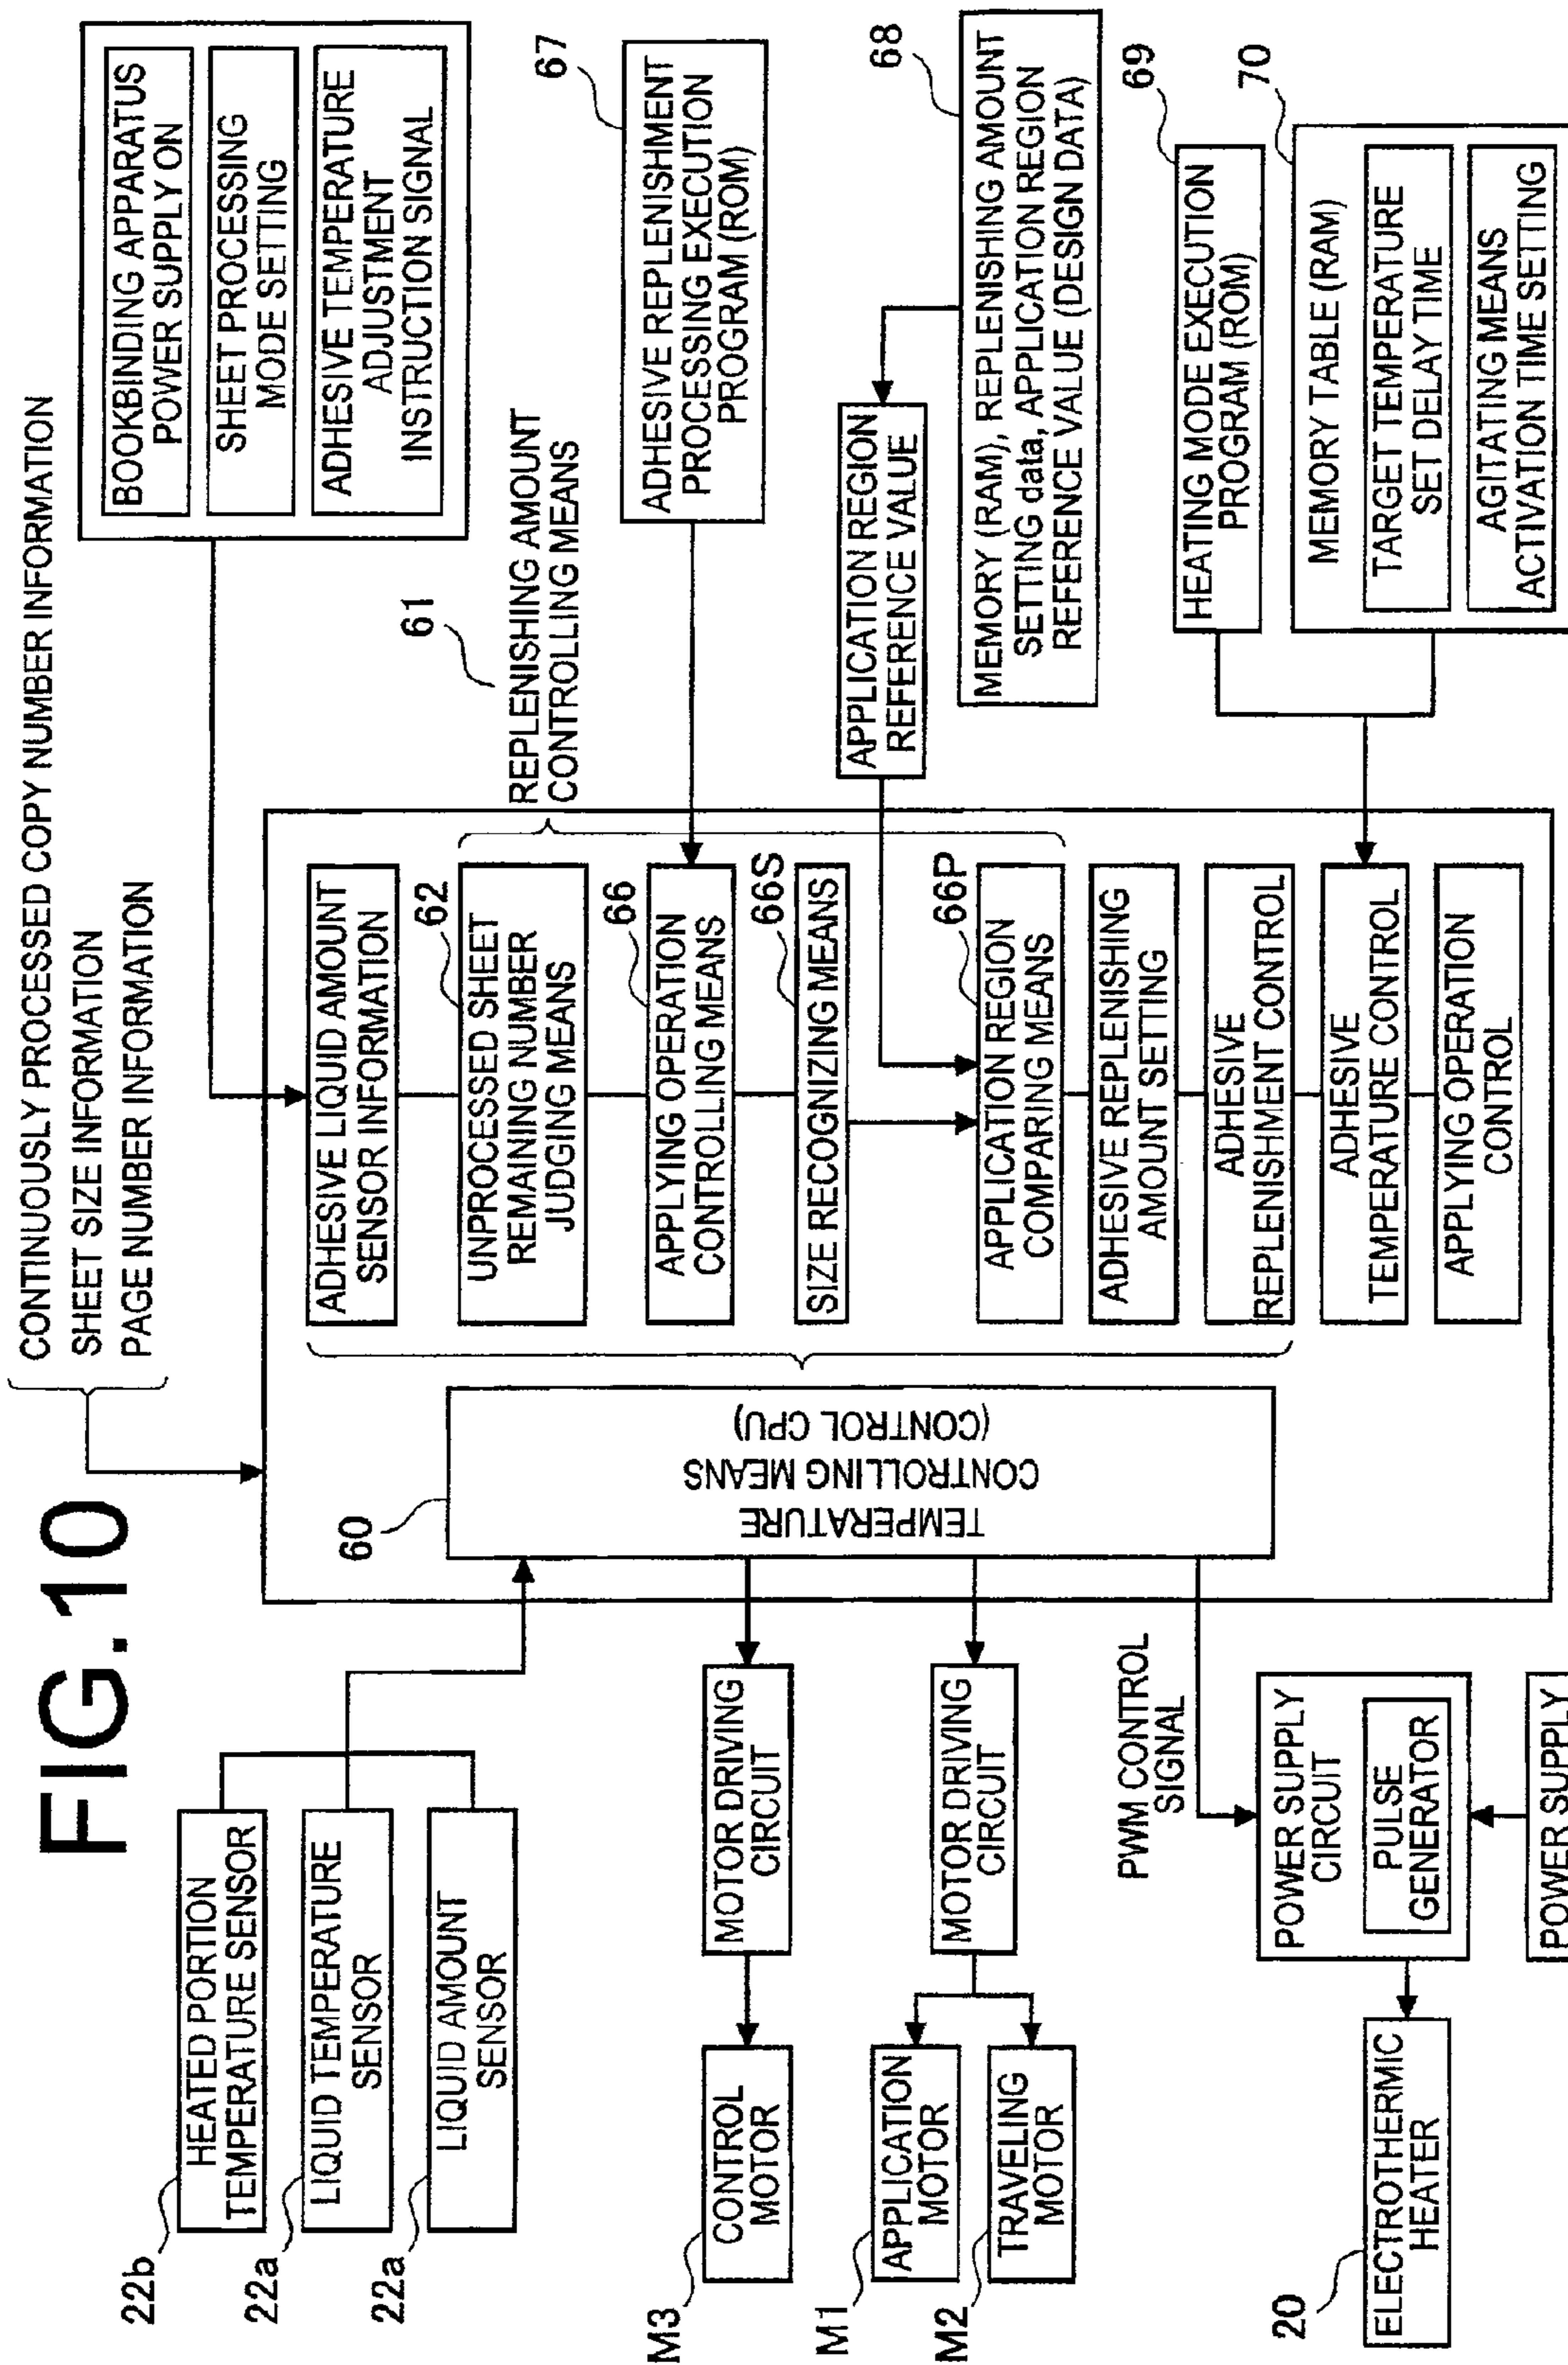 FIG.10
CONTINUOUSLY PROCESSED COPY NUMBER INFORMATION
SHEET SIZE INFORMATION
PAGE NUMBER INFORMATION
22b
HEATED PORTION
TEMPERATURE SENSOR
22a
LIQUID TEMPERATURE
SENSOR
22a
LIQUID AMOUNT
SENSOR
M3
CONTROL
MOTOR
MOTOR DRIVING
CIRCUIT
M1
APPLICATION
MOTOR
M2
TRAVELING
MOTOR
MOTOR DRIVING
CIRCUIT
PWM CONTROL
SIGNAL
20
ELECTROTHERMIC
HEATER
POWER SUPPLY
CIRCUIT
PULSE
GENERATOR
POWER SUPPLY
60
TEMPERATURE
CONTROLLING MEANS
(CONTROL CPU)
ADHESIVE LIQUID AMOUNT
SENSOR INFORMATION
62
UNPROCESSED SHEET
REMAINING NUMBER
JUDGING MEANS
66
APPLYING OPERATION
CONTROLLING MEANS
66S
SIZE RECOGNIZING MEANS
66P
APPLICATION REGION
COMPARING MEANS
ADHESIVE REPLENISHING
AMOUNT SETTING
ADHESIVE
REPLENISHMENT CONTROL
ADHESIVE
TEMPERATURE CONTROL
APPLYING OPERATION
CONTROL
61
REPLENISHING AMOUNT
CONTROLLING MEANS
BOOKBINDING APPARATUS
POWER SUPPLY ON
SHEET PROCESSING
MODE SETTING
ADHESIVE TEMPERATURE
ADJUSTMENT
INSTRUCTION SIGNAL
67
ADHESIVE REPLENISHMENT
PROCESSING EXECUTION
PROGRAM (ROM)
APPLICATION REGION
REFERENCE VALUE
68
MEMORY (RAM), REPLENISHING AMOUNT
SETTING data, APPLICATION REGION
REFERENCE VALUE (DESIGN DATA)
69
HEATING MODE EXECUTION
PROGRAM (ROM)
70
MEMORY TABLE (RAM)
TARGET TEMPERATURE
SET DELAY TIME
AGITATING MEANS
ACTIVATION TIME SETTING